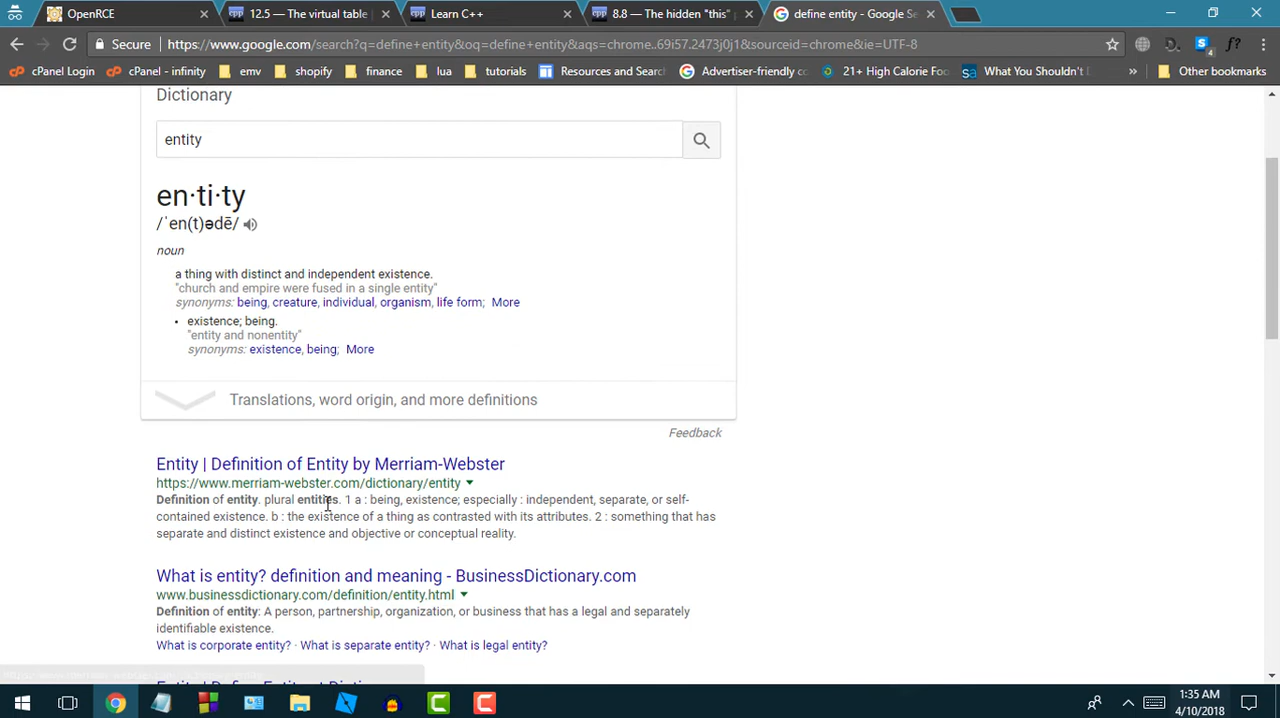 OpenRCE
12.5 — The virtual table
Learn C++
8.8 — The hidden "this"
define entity - Google Se
Secure
https://www.google.com/search?q=define+entity&oq=define+entity&aqs=chrome..69i57.2473j0j1&sourceid=chrome&ie=UTF-8
cPanel Login
cPanel - infinity
emv
shopify
finance
lua
tutorials
Resources and Searc
Advertiser-friendly co
21+ High Calorie Foo
What You Shouldn't D
Other bookmarks
Dictionary
entity
en·ti·ty
/ˈen(t)ədē/
noun
a thing with distinct and independent existence.
"church and empire were fused in a single entity"
synonyms: being, creature, individual, organism, life form; More
• existence; being.
"entity and nonentity"
synonyms: existence, being; More
Translations, word origin, and more definitions
Feedback
Entity | Definition of Entity by Merriam-Webster
https://www.merriam-webster.com/dictionary/entity
Definition of entity. plural entities. 1 a : being, existence; especially : independent, separate, or self-
contained existence. b : the existence of a thing as contrasted with its attributes. 2 : something that has
separate and distinct existence and objective or conceptual reality.
What is entity? definition and meaning - BusinessDictionary.com
www.businessdictionary.com/definition/entity.html
Definition of entity: A person, partnership, organization, or business that has a legal and separately
identifiable existence.
What is corporate entity? · What is separate entity? · What is legal entity?
1:35 AM
4/10/2018